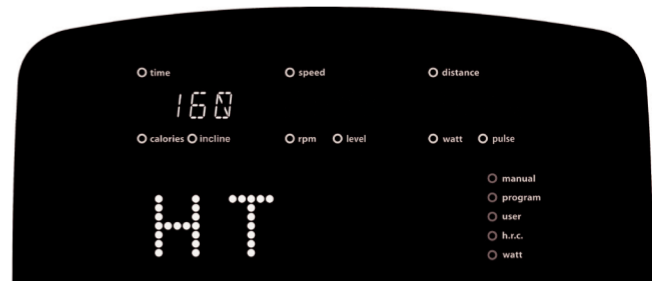 time speed distance
160
calories incline rpm level watt pulse
manual
program
user
h.r.c.
watt
HT